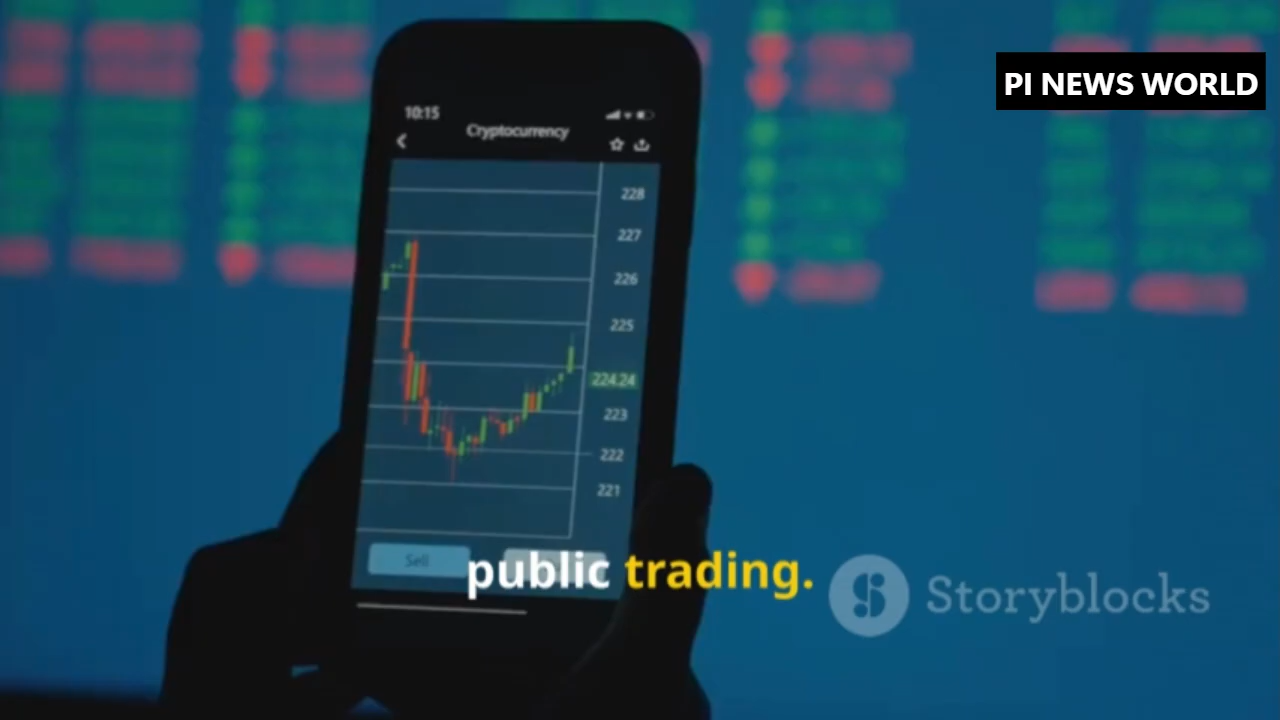 PI NEWS WORLD
10:15
Cryptocurrency
228
227
226
225
224.24
223
222
221
Sell
public trading.
Storyblocks